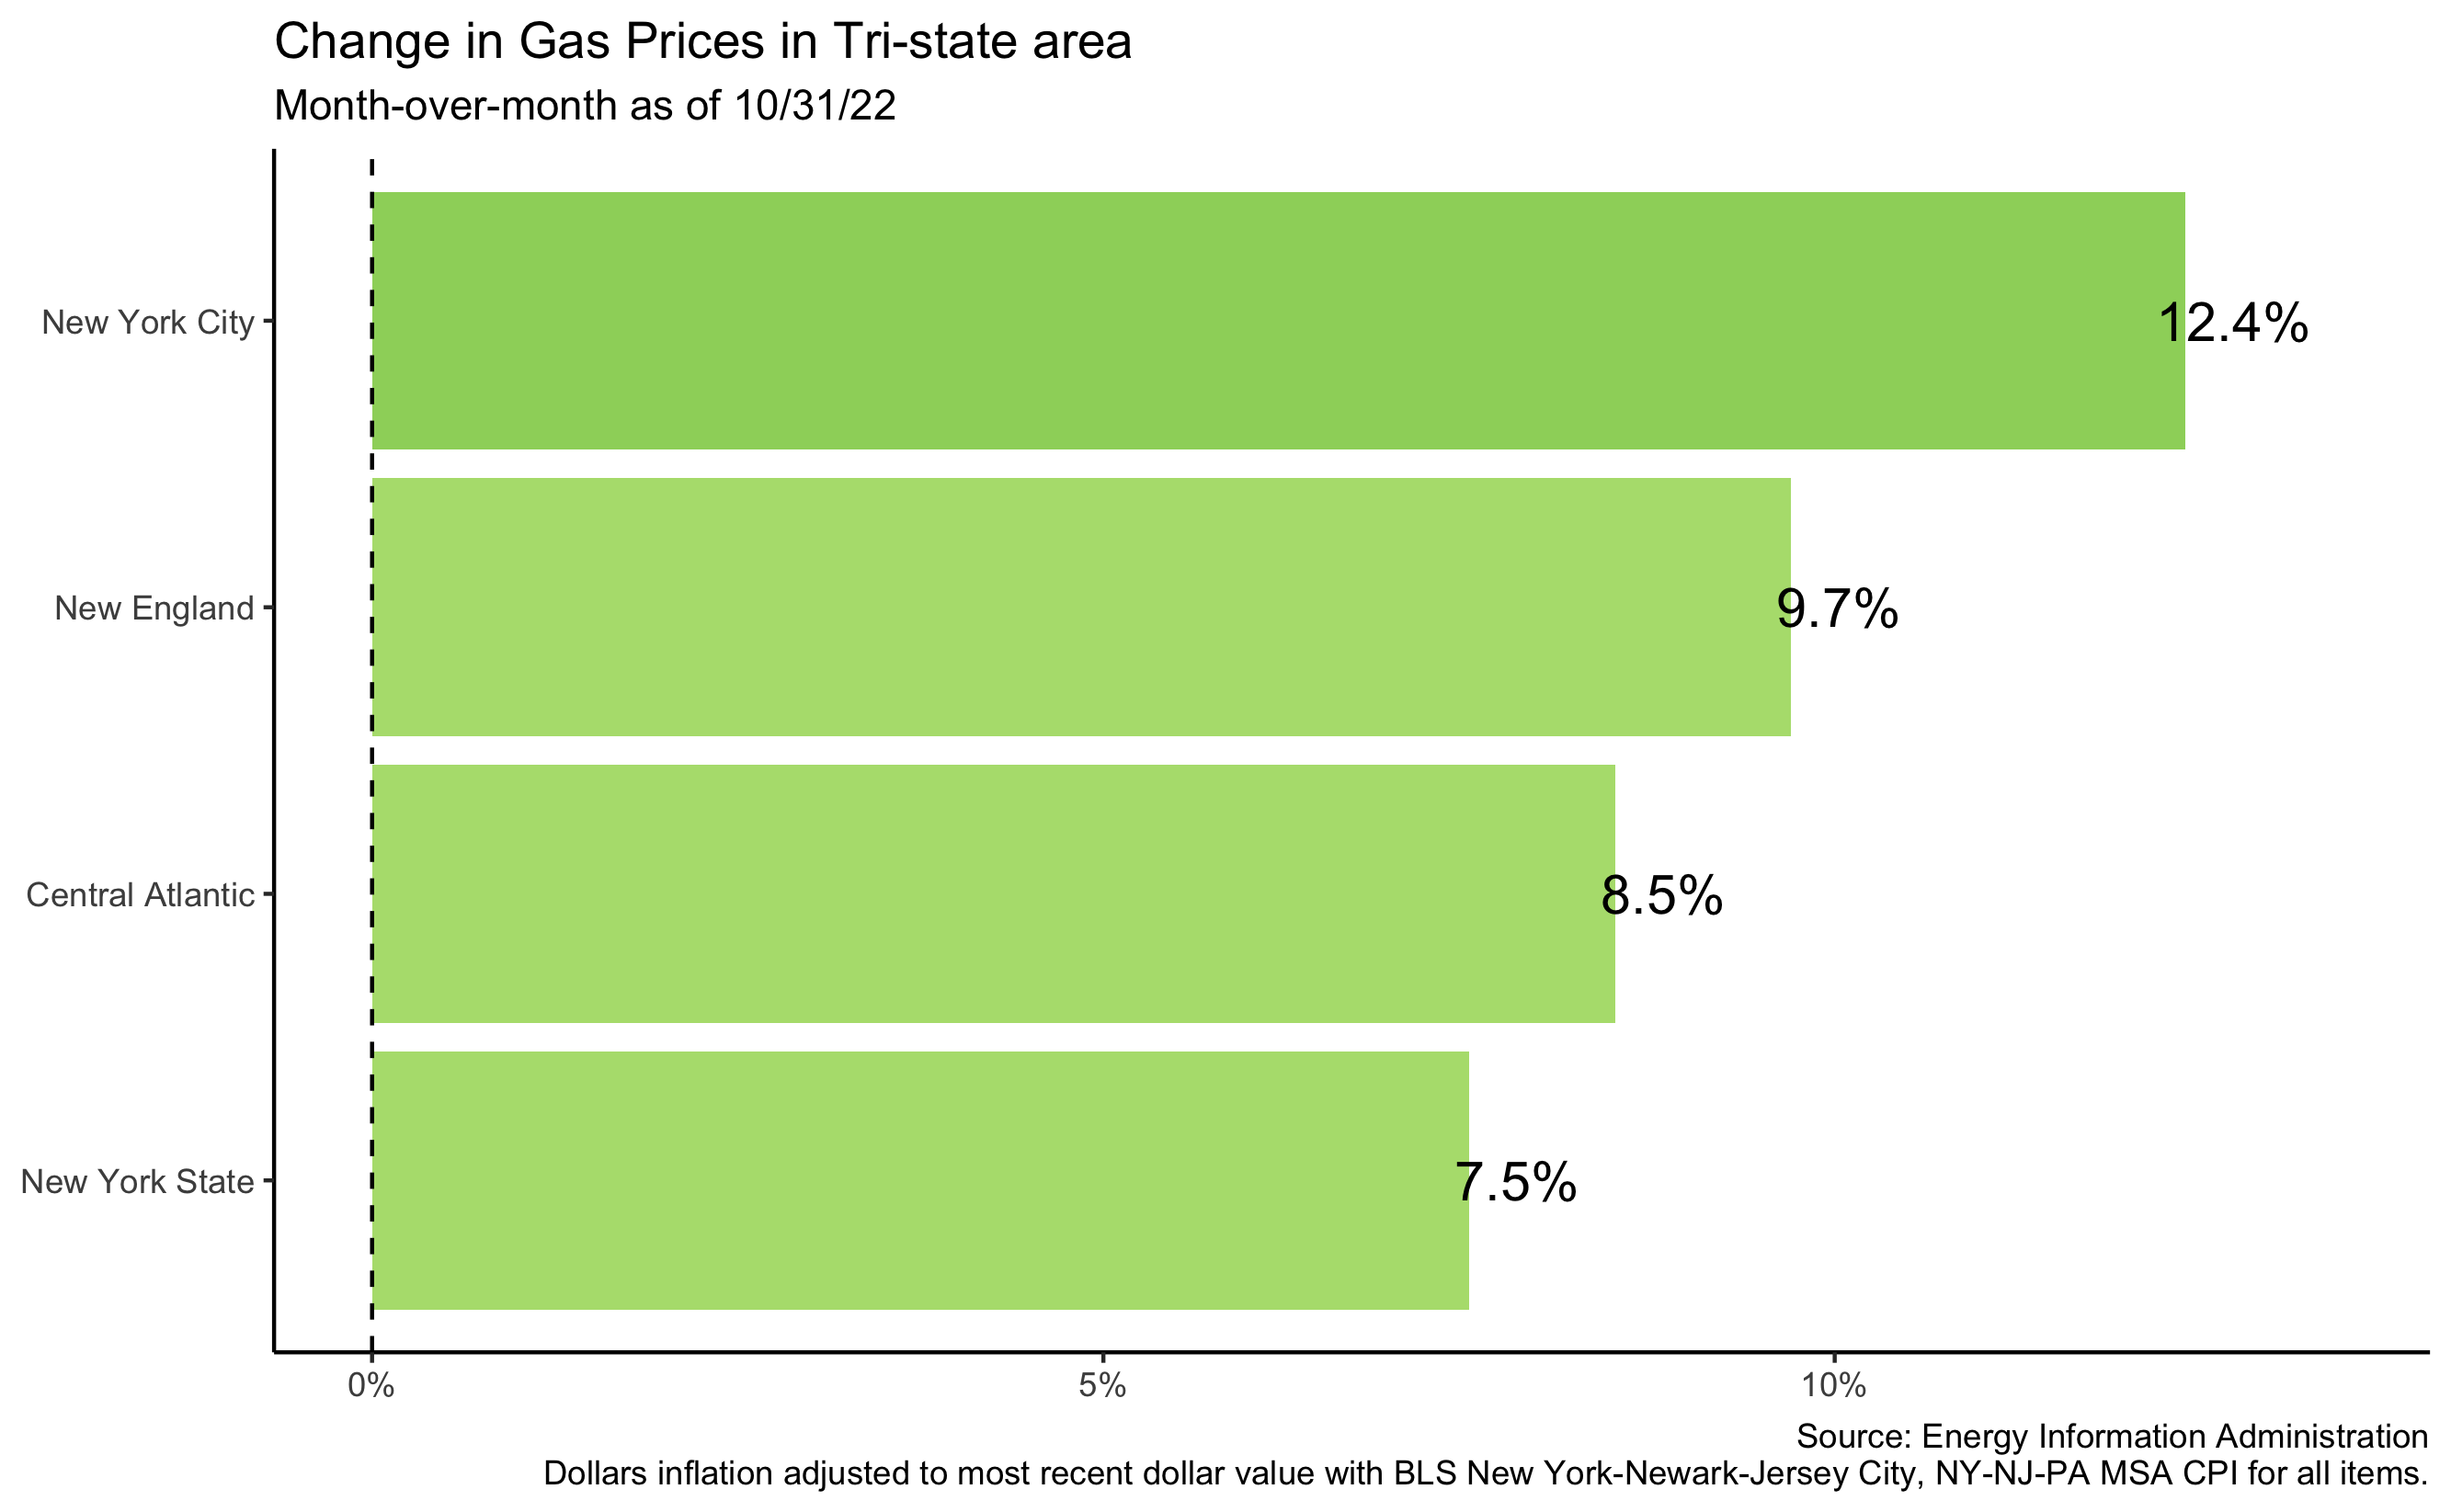 Change in Gas Prices in Tri-state area
Month-over-month as of 10/31/22
New York City
12.4%
New England
9.7%
Central Atlantic
8.5%
New York State
7.5%
0%
5%
10%
Source: Energy Information Administration
Dollars inflation adjusted to most recent dollar value with BLS New York-Newark-Jersey City, NY-NJ-PA MSA CPI for all items.